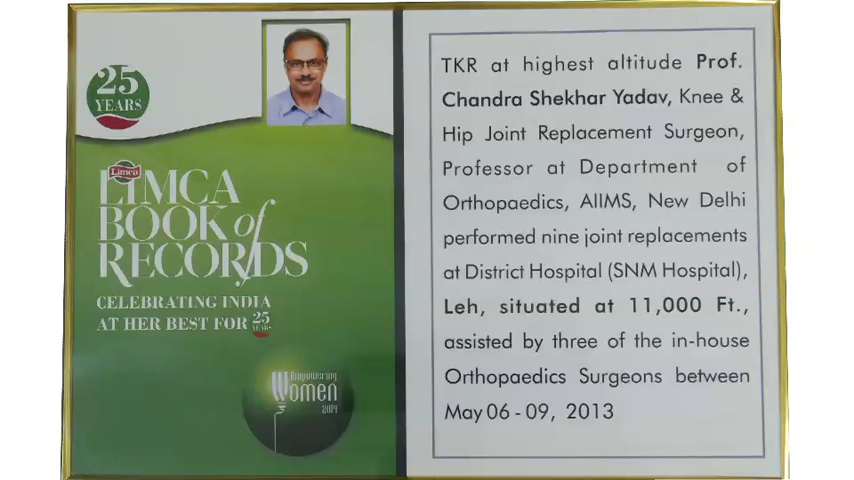 25
YEARS
Limca
LIMCA
BOOK of
RECORDS
CELEBRATING INDIA
AT HER BEST FOR 25
YEARS
Empowering
Women
2014
TKR at highest altitude Prof.
Chandra Shekhar Yadav, Knee &
Hip Joint Replacement Surgeon,
Professor at Department of
Orthopaedics, AIIMS, New Delhi
performed nine joint replacements
at District Hospital (SNM Hospital),
Leh, situated at 11,000 Ft.,
assisted by three of the in-house
Orthopaedics Surgeons between
May 06 - 09, 2013